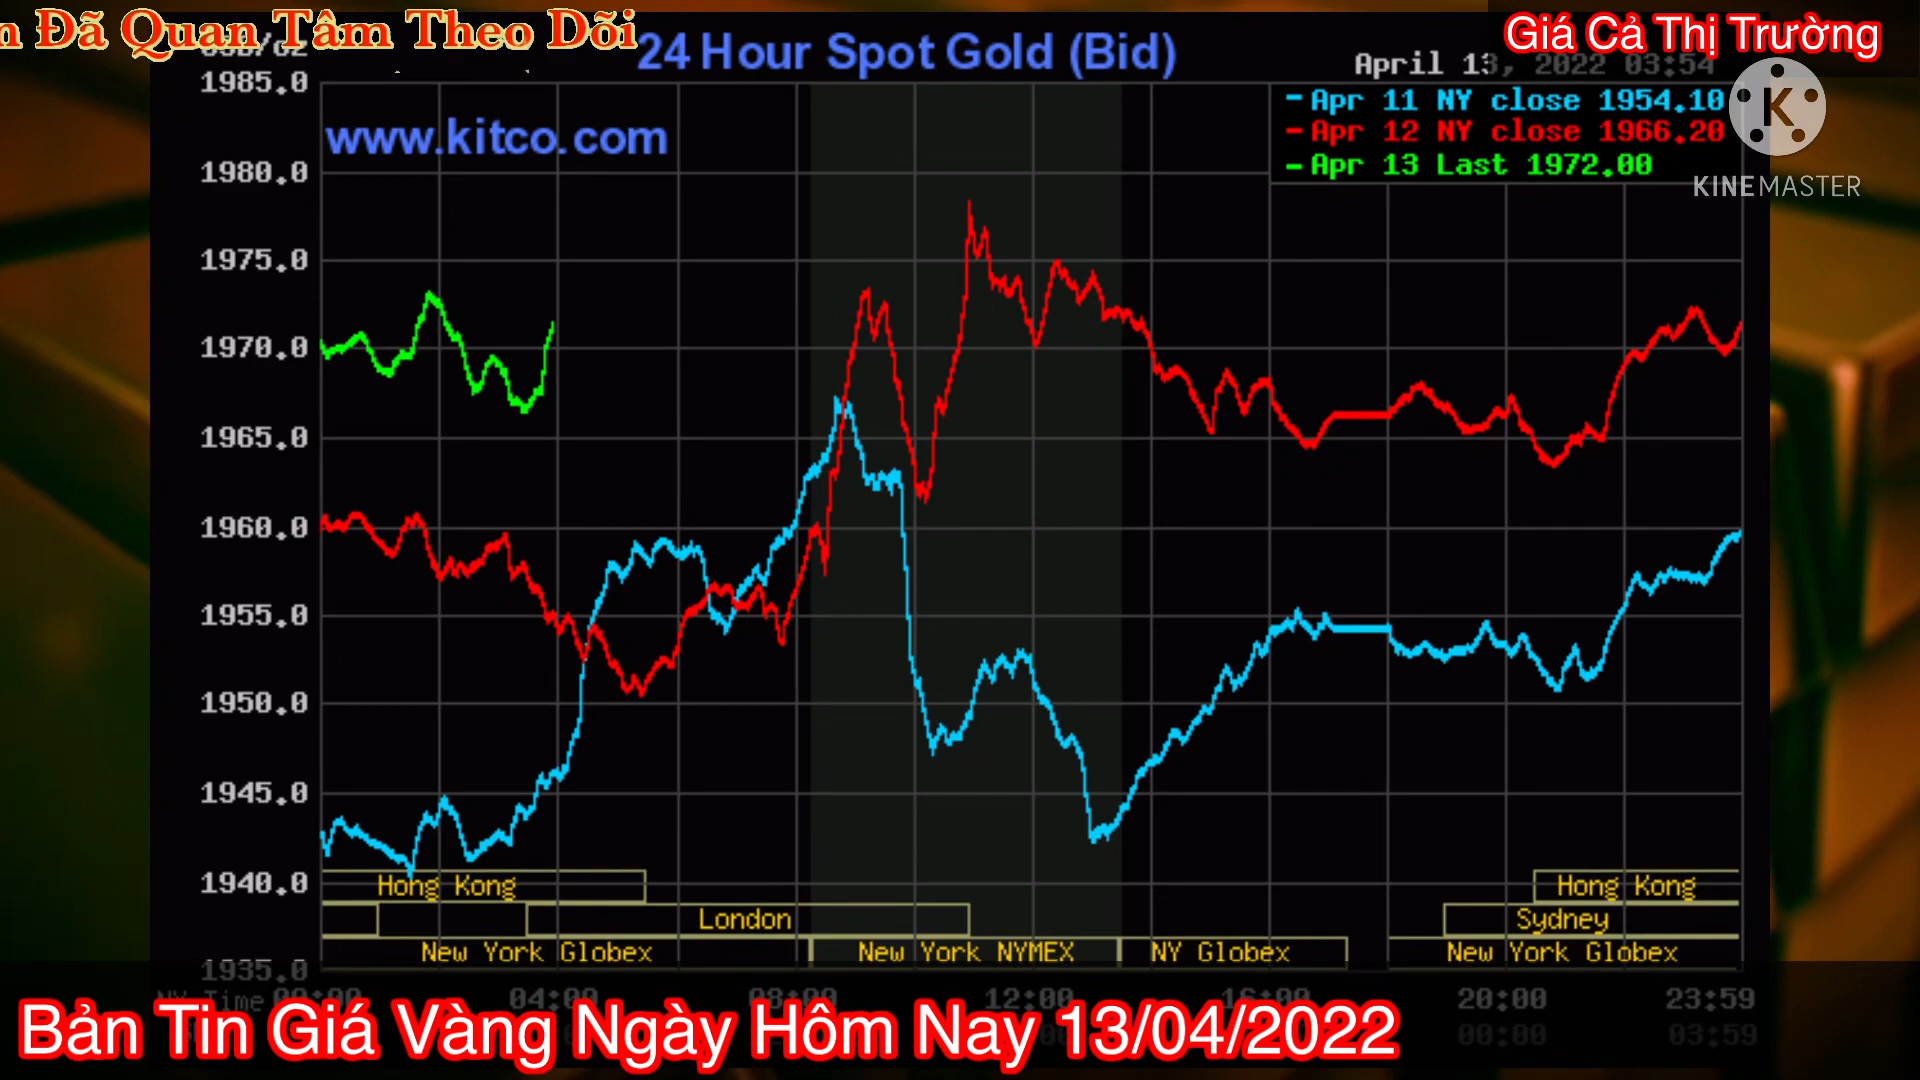 Đã Quan Tâm Theo Dõi
Giá Cả Thị Trường
24 Hour Spot Gold (Bid)
April 13, 2022 03:54
www.kitco.com
Apr 11 NY close 1954.10
Apr 12 NY close 1966.20
Apr 13 Last 1972.00
KINEMASTER
1985.0
1980.0
1975.0
1970.0
1965.0
1960.0
1955.0
1950.0
1945.0
1940.0
1935.0
Hong Kong
Hong Kong
London
Sydney
New York Globex
New York NYMEX
NY Globex
New York Globex
NY Time 00:00 04:00 08:00 12:00 16:00 20:00 23:59
00:00 03:59
Bản Tin Giá Vàng Ngày Hôm Nay 13/04/2022